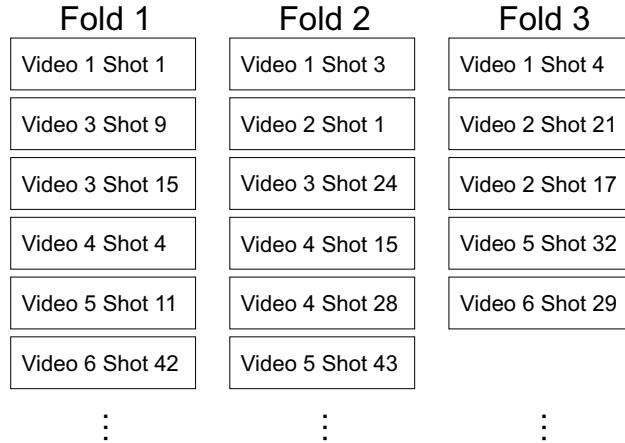 Fold 1
Video 1 Shot 1
Video 3 Shot 9
Video 3 Shot 15
Video 4 Shot 4
Video 5 Shot 11
Video 6 Shot 42
⋮
Fold 2
Video 1 Shot 3
Video 2 Shot 1
Video 3 Shot 24
Video 4 Shot 15
Video 4 Shot 28
Video 5 Shot 43
⋮
Fold 3
Video 1 Shot 4
Video 2 Shot 21
Video 2 Shot 17
Video 5 Shot 32
Video 6 Shot 29
⋮